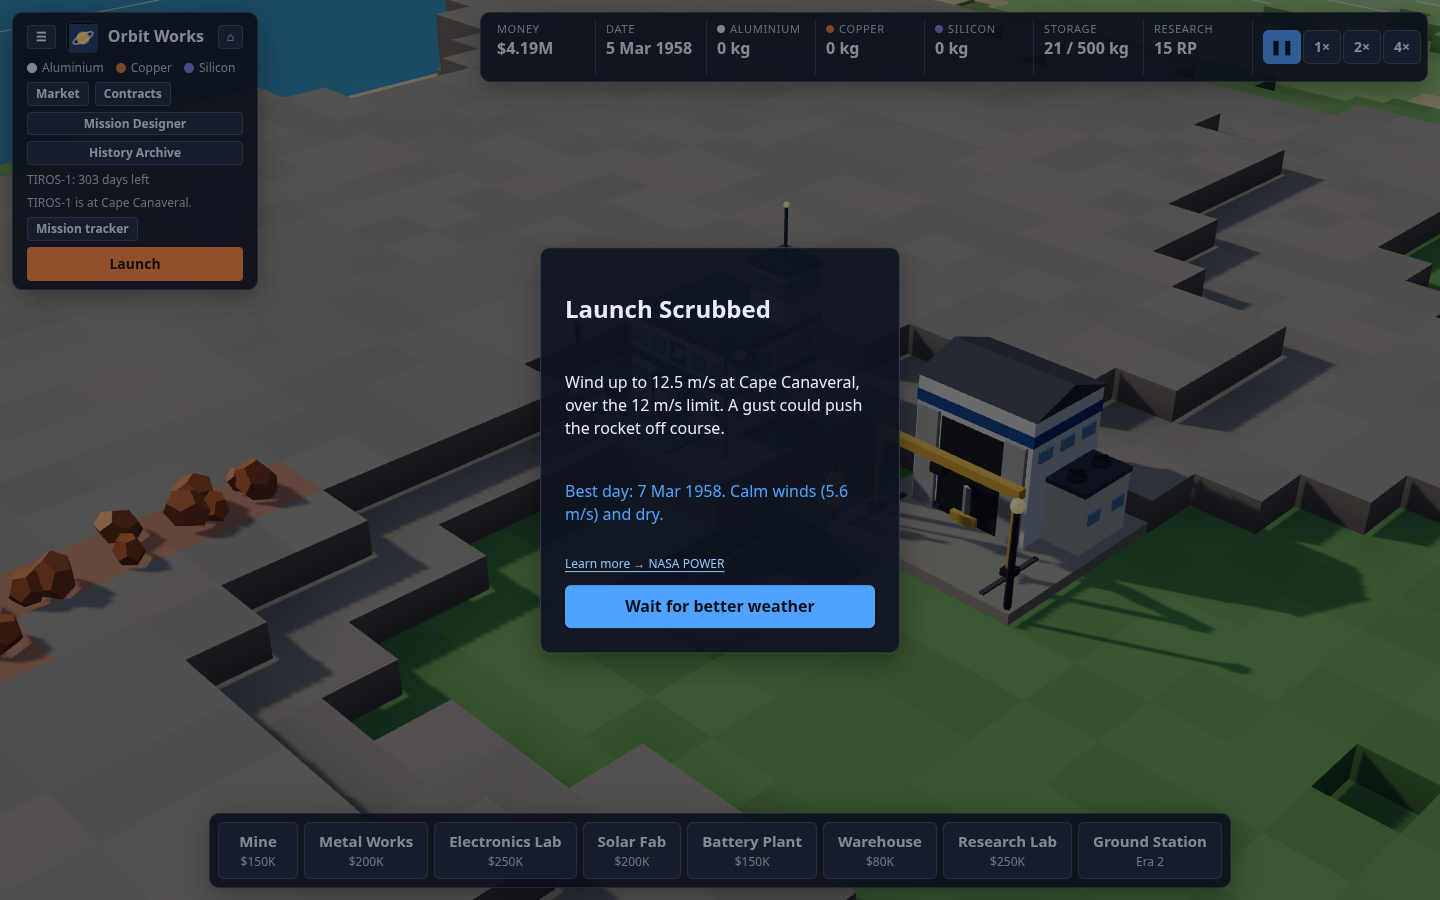 ☰ Orbit Works ⌂
Aluminium Copper Silicon
Market Contracts
Mission Designer
History Archive
TIROS-1: 303 days left
TIROS-1 is at Cape Canaveral.
Mission tracker
Launch
MONEY
$4.19M
DATE
5 Mar 1958
ALUMINIUM
0 kg
COPPER
0 kg
SILICON
0 kg
STORAGE
21 / 500 kg
RESEARCH
15 RP
1× 2× 4×
Launch Scrubbed
Wind up to 12.5 m/s at Cape Canaveral,
over the 12 m/s limit. A gust could push
the rocket off course.
Best day: 7 Mar 1958. Calm winds (5.6
m/s) and dry.
Learn more → NASA POWER
Wait for better weather
Mine
$150K
Metal Works
$200K
Electronics Lab
$250K
Solar Fab
$200K
Battery Plant
$150K
Warehouse
$80K
Research Lab
$250K
Ground Station
Era 2